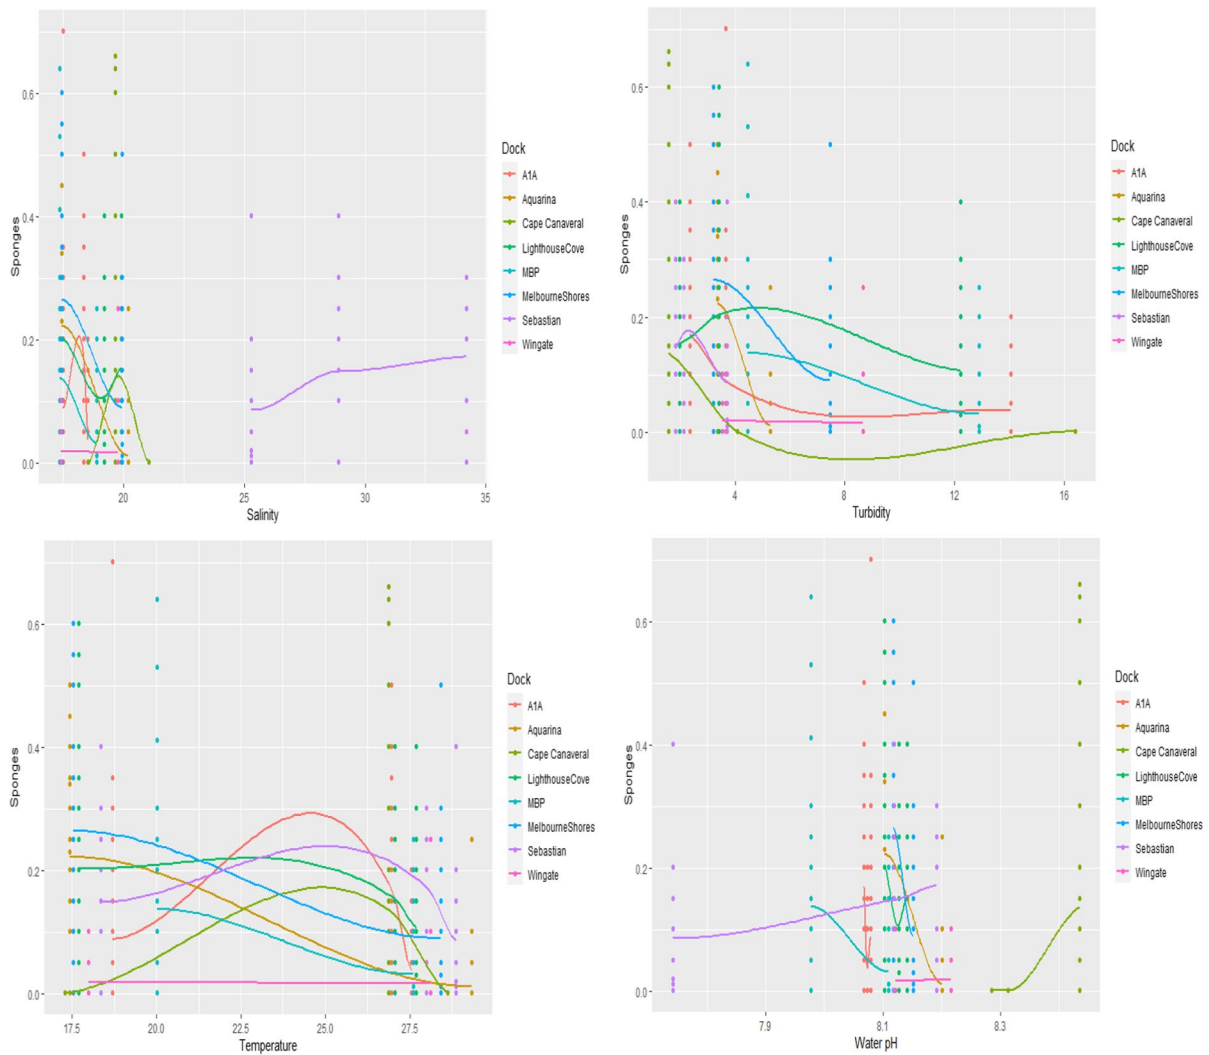 0.6
0.4
0.2
0.0
Sponges
20
25
30
35
Salinity
Dock
A1A
Aquarina
Cape Canaveral
LighthouseCove
MBP
MelbourneShores
Sebastian
Wingate
0.6
0.4
0.2
0.0
Sponges
4
8
12
16
Turbidity
Dock
A1A
Aquarina
Cape Canaveral
LighthouseCove
MBP
MelbourneShores
Sebastian
Wingate
0.6
0.4
0.2
0.0
Sponges
17.5
20.0
22.5
25.0
27.5
Temperature
Dock
A1A
Aquarina
Cape Canaveral
LighthouseCove
MBP
MelbourneShores
Sebastian
Wingate
0.6
0.4
0.2
0.0
Sponges
7.9
8.1
8.3
Water pH
Dock
A1A
Aquarina
Cape Canaveral
LighthouseCove
MBP
MelbourneShores
Sebastian
Wingate